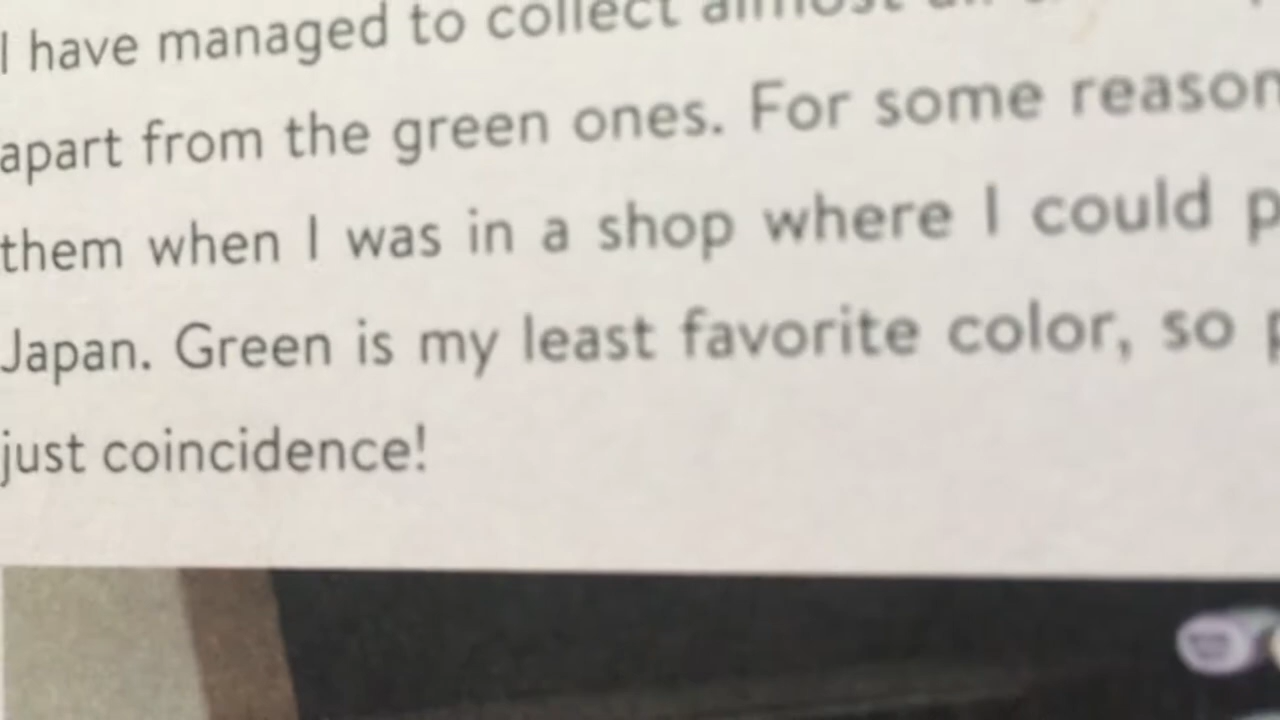 I have managed to collect almost
apart from the green ones. For some reason
them when I was in a shop where I could
Japan. Green is my least favorite color, so
just coincidence!